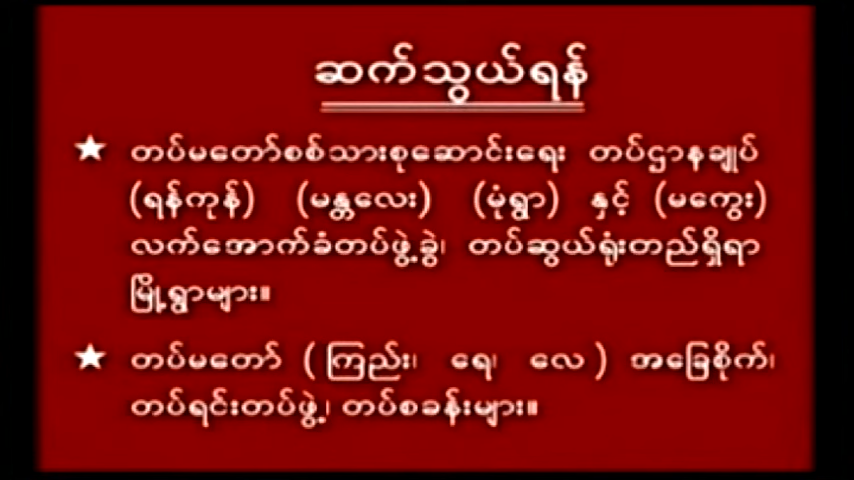 ဆက်သွယ်ရန်
★ တပ်မတော်စစ်သားစုဆောင်းရေး တပ်ဌာနချုပ်
(ရန်ကုန်) (မန္တလေး) (မုံရွာ) နှင့် (မကွေး)
လက်အောက်ခံတပ်ဖွဲ့ခွဲ၊ တပ်ဆွယ်ရုံးတည်ရှိရာ
မြို့ရွာများ။
★ တပ်မတော် (ကြည်း၊ ရေ၊ လေ) အခြေစိုက်၊
တပ်ရင်းတပ်ဖွဲ့၊ တပ်စခန်းများ။